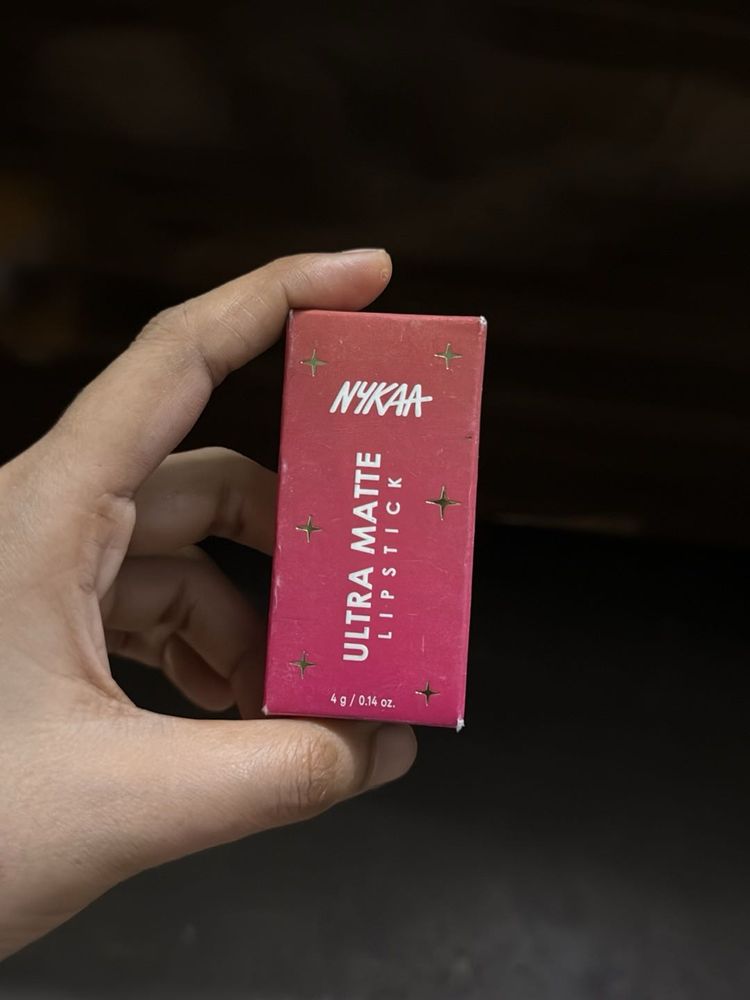 NYKAA
ULTRA MATTE
LIPSTICK
4 g / 0.14 oz.